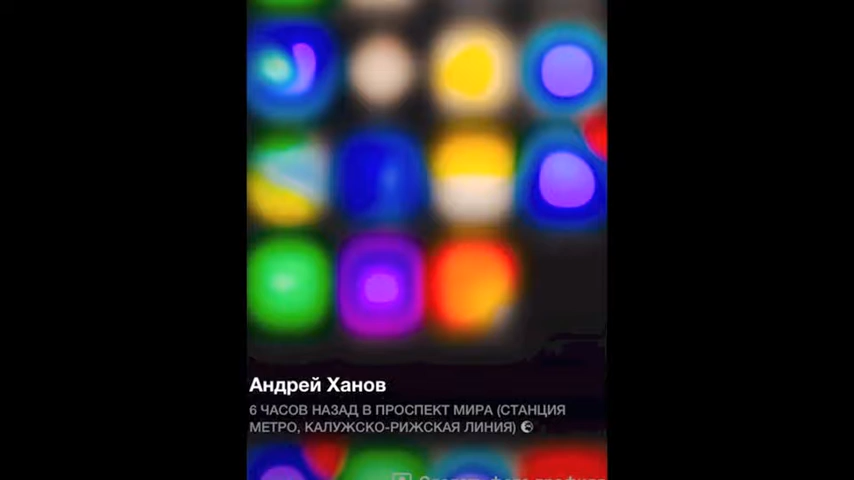 Андрей Ханов
6 ЧАСОВ НАЗАД В ПРОСПЕКТ МИРА (СТАНЦИЯ
МЕТРО, КАЛУЖСКО-РИЖСКАЯ ЛИНИЯ)